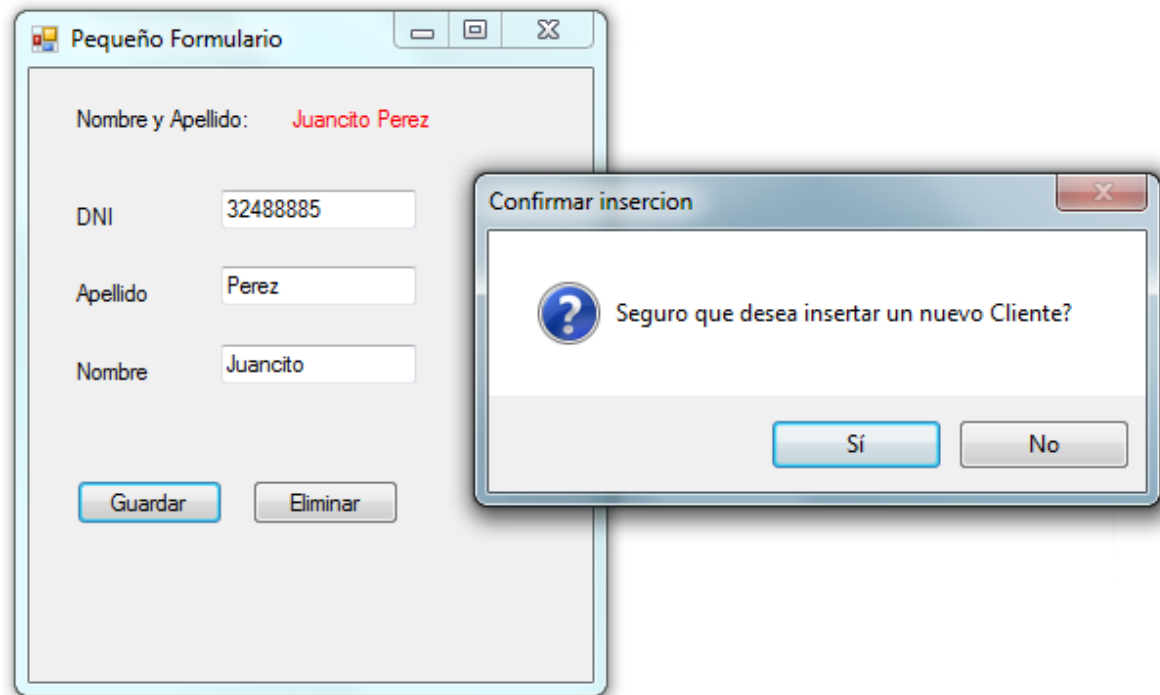 Pequeño Formulario
Nombre y Apellido: Juancito Perez
DNI 32488885
Apellido Perez
Nombre Juancito
Guardar Eliminar
Confirmar insercion
Seguro que desea insertar un nuevo Cliente?
Sí No